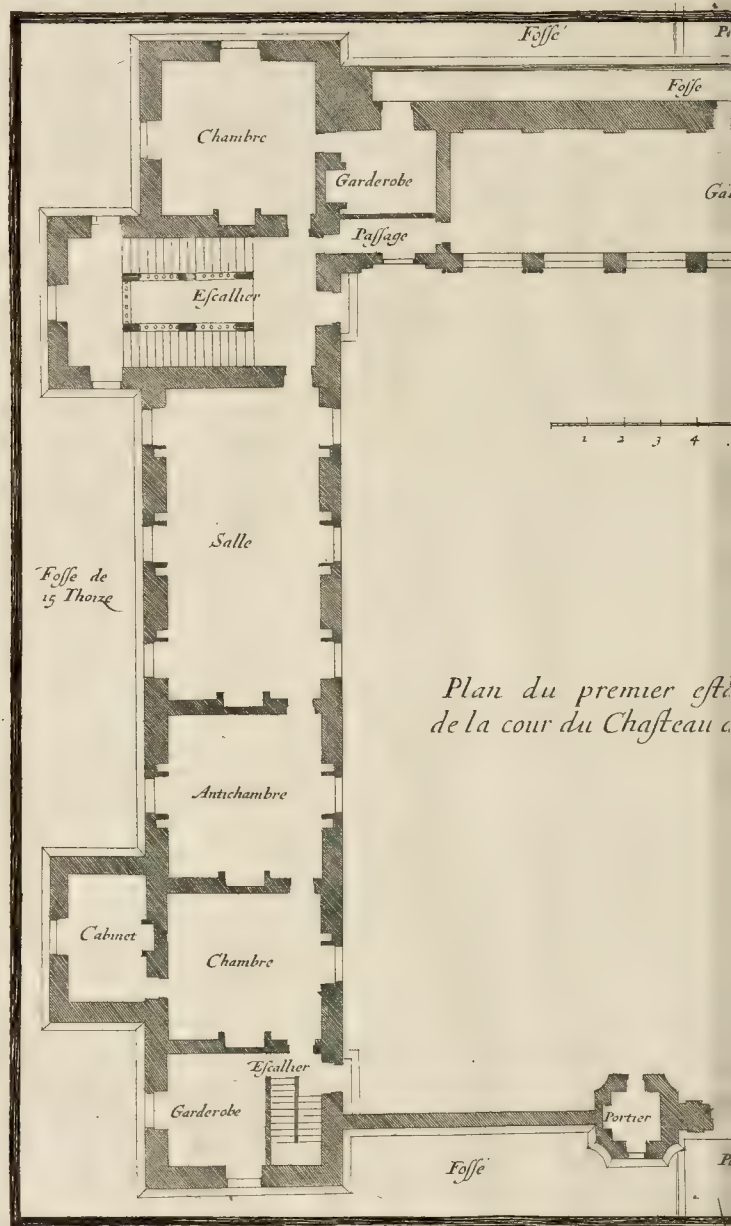 Fossé
Fosse
Chambre
Garderobe
Passage
Escallier
Salle
1 2 3 4
Fosse de
15 Thoize
Plan du premier
de la cour du Chasteau
Antichambre
Cabinet
Chambre
Escallier
Garderobe
Portier
Fossé